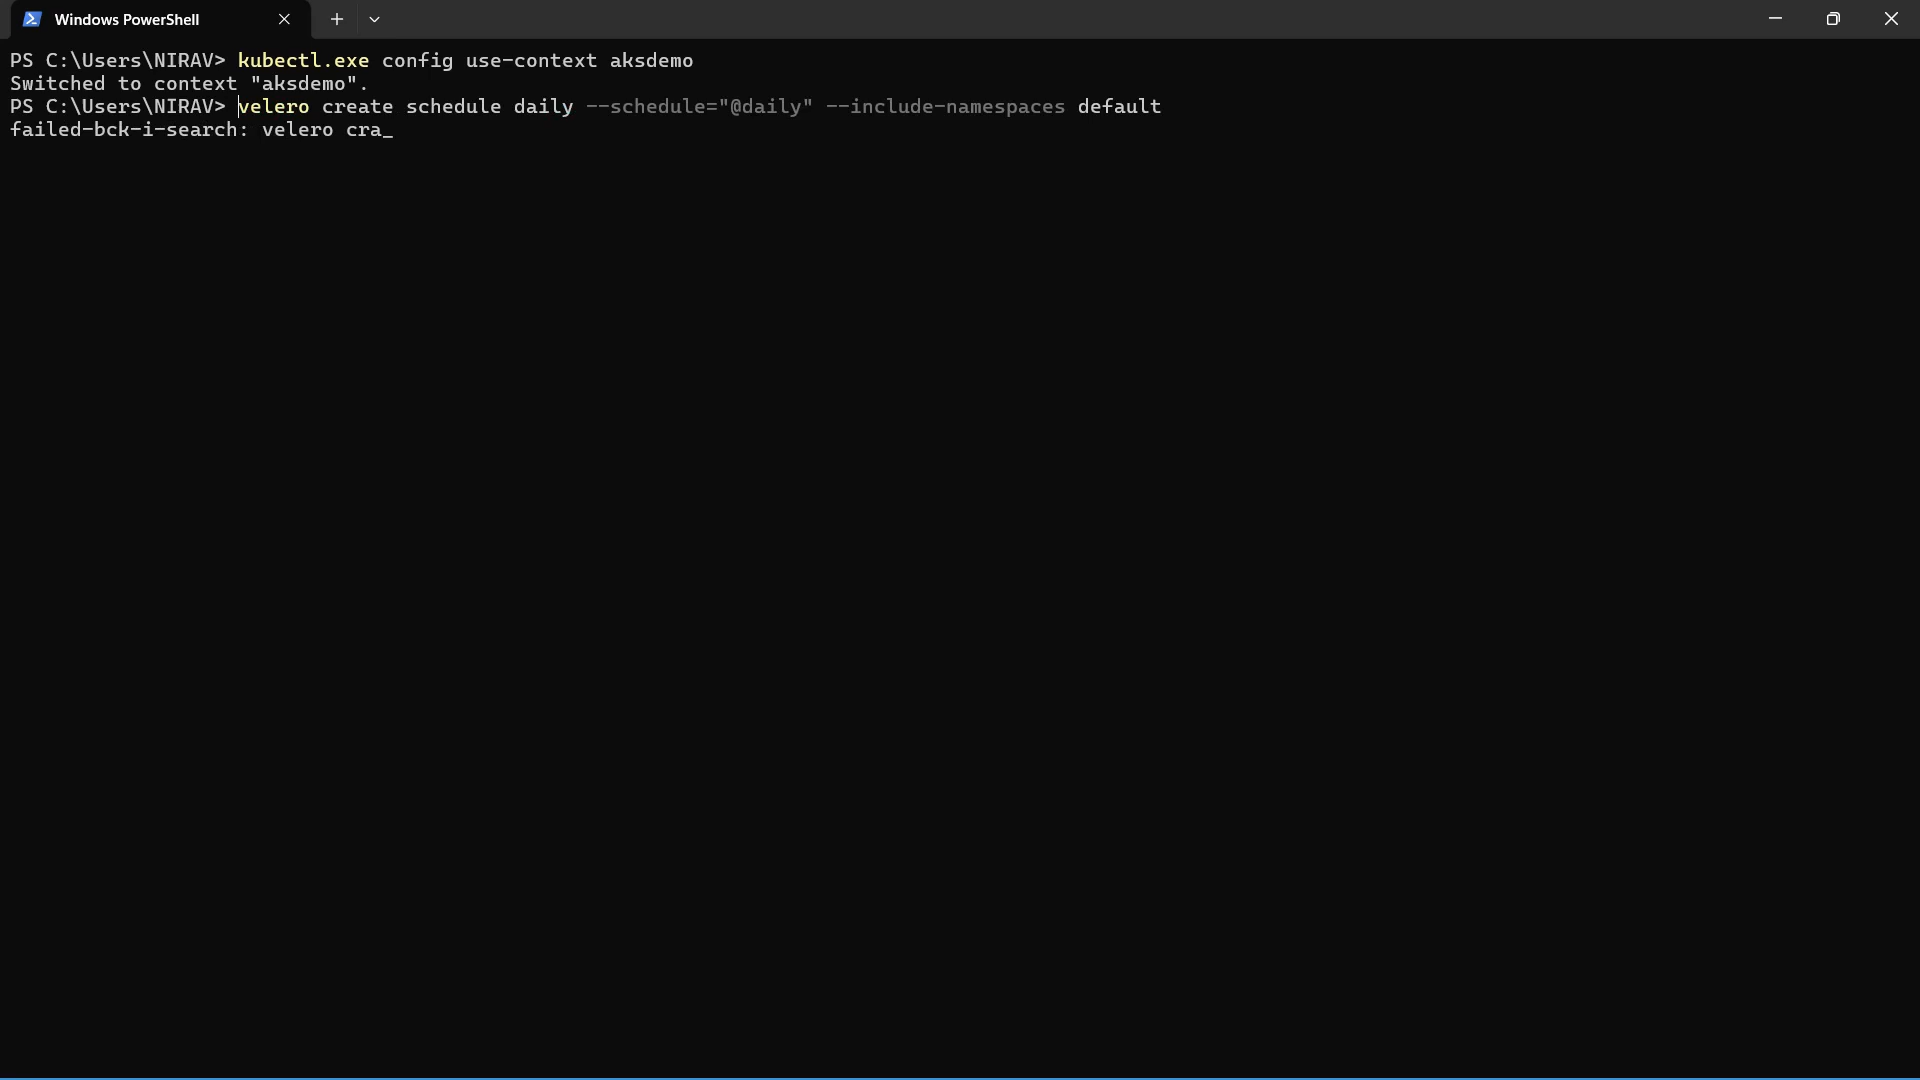 Windows PowerShell
PS C:\Users\NIRAV> kubectl.exe config use-context aksdemo
Switched to context "aksdemo".
PS C:\Users\NIRAV> velero create schedule daily --schedule="@daily" --include-namespaces default
failed-bck-i-search: velero cra_